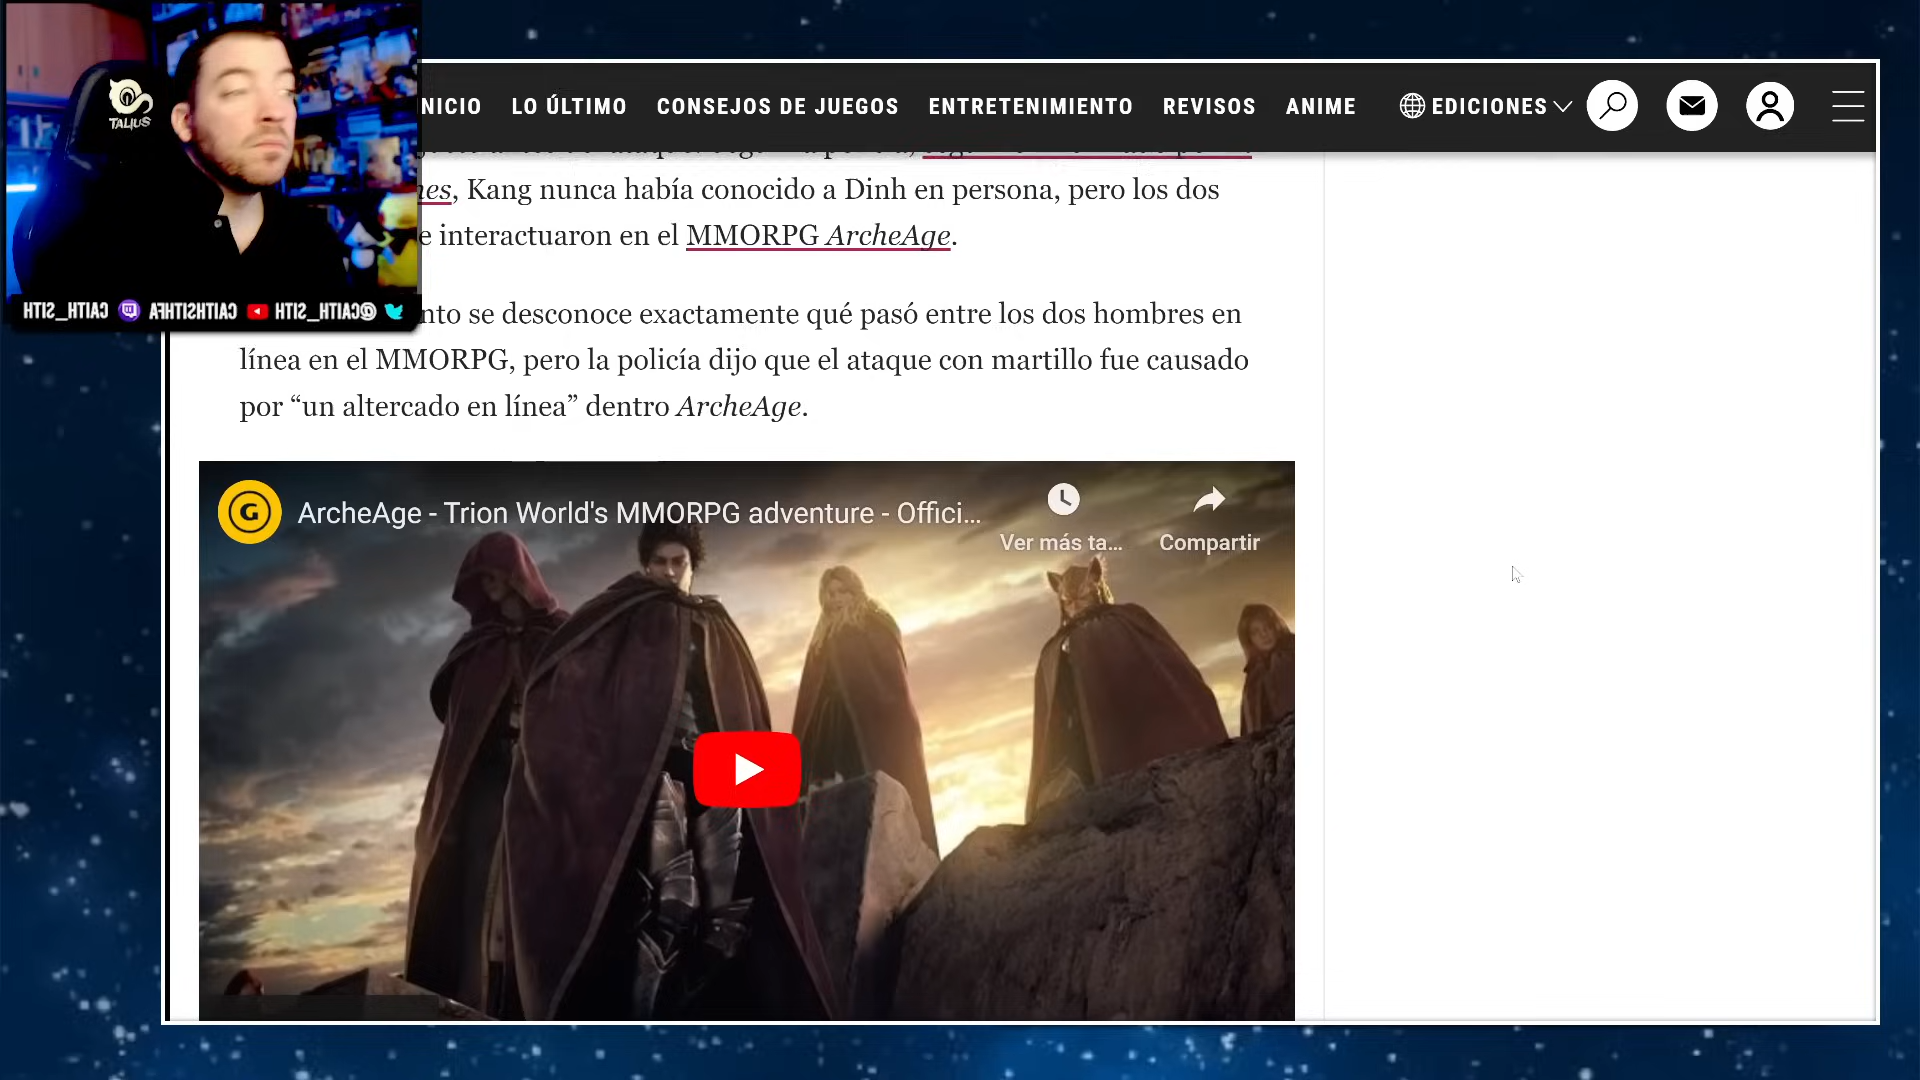 TALIUS
CAITH_SITH CAITHSITHFA @CAITH_SITH
NICIO LO ÚLTIMO CONSEJOS DE JUEGOS ENTRETENIMIENTO REVISOS ANIME EDICIONES
nes, Kang nunca había conocido a Dinh en persona, pero los dos
e interactuaron en el MMORPG ArcheAge.
nto se desconoce exactamente qué pasó entre los dos hombres en
línea en el MMORPG, pero la policía dijo que el ataque con martillo fue causado
por “un altercado en línea” dentro ArcheAge.
G ArcheAge - Trion World's MMORPG adventure - Offici...
Ver más ta... Compartir